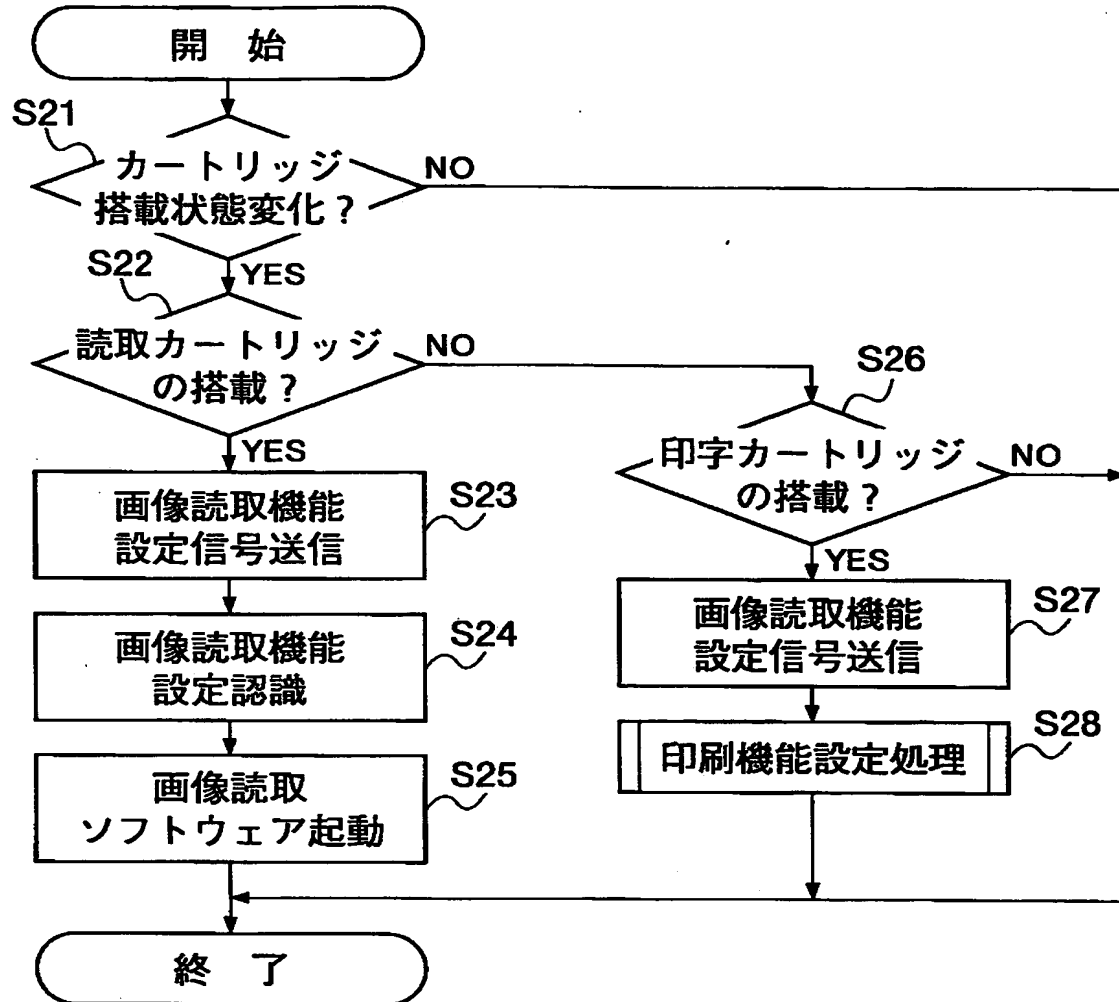 開 始
S21
カートリッジ
搭載状態変化？
NO
YES
S22
読取カートリッジ
の搭載？
NO
YES
S23
画像読取機能
設定信号送信
S24
画像読取機能
設定認識
S25
画像読取
ソフトウェア起動
S26
印字カートリッジ
の搭載？
NO
YES
S27
画像読取機能
設定信号送信
S28
印刷機能設定処理
終 了